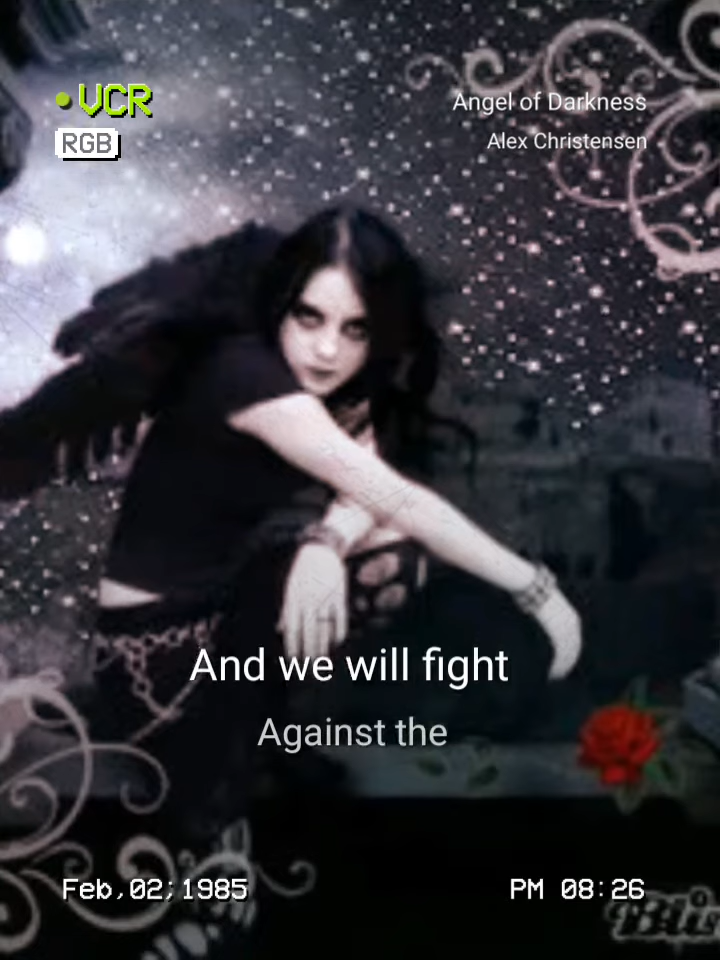 VCR
RGB
Angel of Darkness
Alex Christensen
And we will fight
Against the
Feb,02;1985
PM 08:26